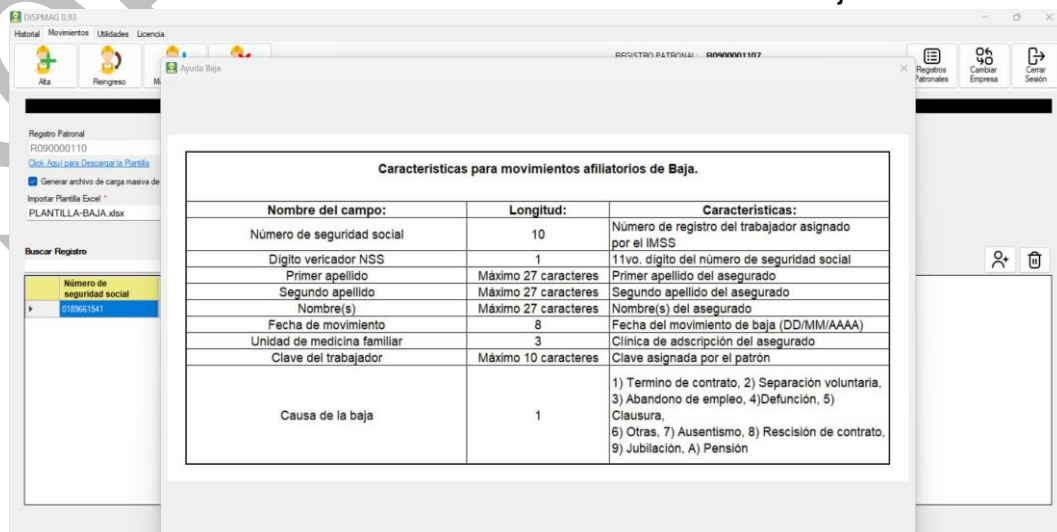 DISPMAG 0.93
Historial Movimientos Utilidades Licencia
REGISTRO PATRONAL: R0900001107
Alta
Reingreso
Registros Patronales
Cambiar Empresa
Cerrar Sesión
Ayuda Baja
Registro Patronal
R090000110
Click Aquí para Descargar la Plantilla
Generar archivo de carga masiva de
Importar Plantilla Excel *
PLANTILLA-BAJA.xlsx
Buscar Registro
Número de
seguridad social
0189661541
Características para movimientos afiliatorios de Baja.
Nombre del campo: Longitud: Características:
Número de seguridad social 10 Número de registro del trabajador asignado
por el IMSS
Dígito vericador NSS 1 11vo. dígito del número de seguridad social
Primer apellido Máximo 27 caracteres Primer apellido del asegurado
Segundo apellido Máximo 27 caracteres Segundo apellido del asegurado
Nombre(s) Máximo 27 caracteres Nombre(s) del asegurado
Fecha de movimiento 8 Fecha del movimiento de baja (DD/MM/AAAA)
Unidad de medicina familiar 3 Clínica de adscripción del asegurado
Clave del trabajador Máximo 10 caracteres Clave asignada por el patrón
Causa de la baja 1 1) Termino de contrato, 2) Separación voluntaria,
3) Abandono de empleo, 4)Defunción, 5)
Clausura,
6) Otras, 7) Ausentismo, 8) Rescisión de contrato,
9) Jubilación, A) Pensión